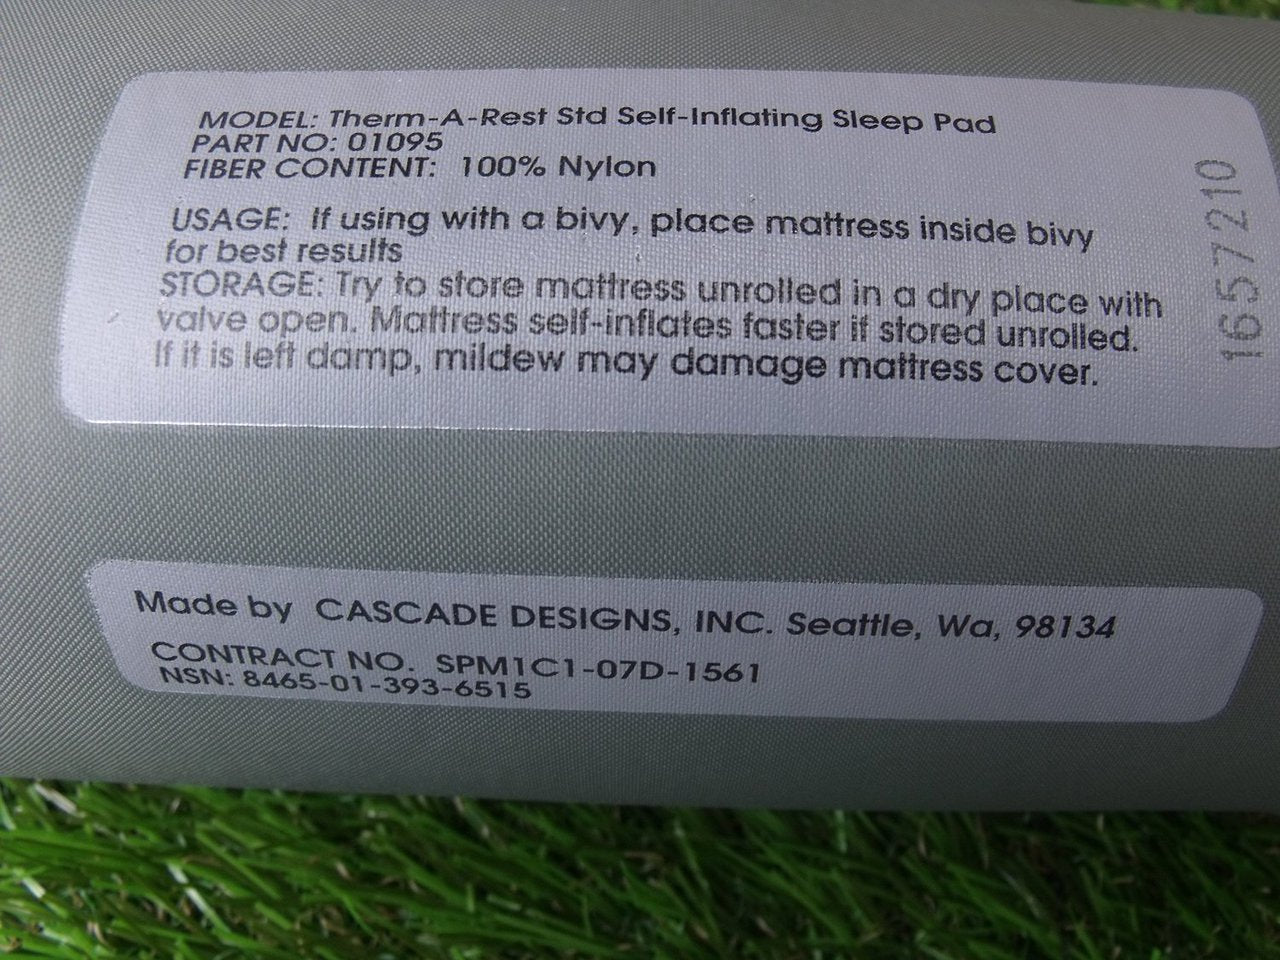 MODEL: Therm-A-Rest Std Self-Inflating Sleep Pad
PART NO: 01095
FIBER CONTENT: 100% Nylon
USAGE: If using with a bivy, place mattress inside bivy
for best results
STORAGE: Try to store mattress unrolled in a dry place with
valve open. Mattress self-inflates faster if stored unrolled.
If it is left damp, mildew may damage mattress cover.
1657210
Made by CASCADE DESIGNS, INC. Seattle, Wa, 98134
CONTRACT NO. SPM1C1-07D-1561
NSN: 8465-01-393-6515